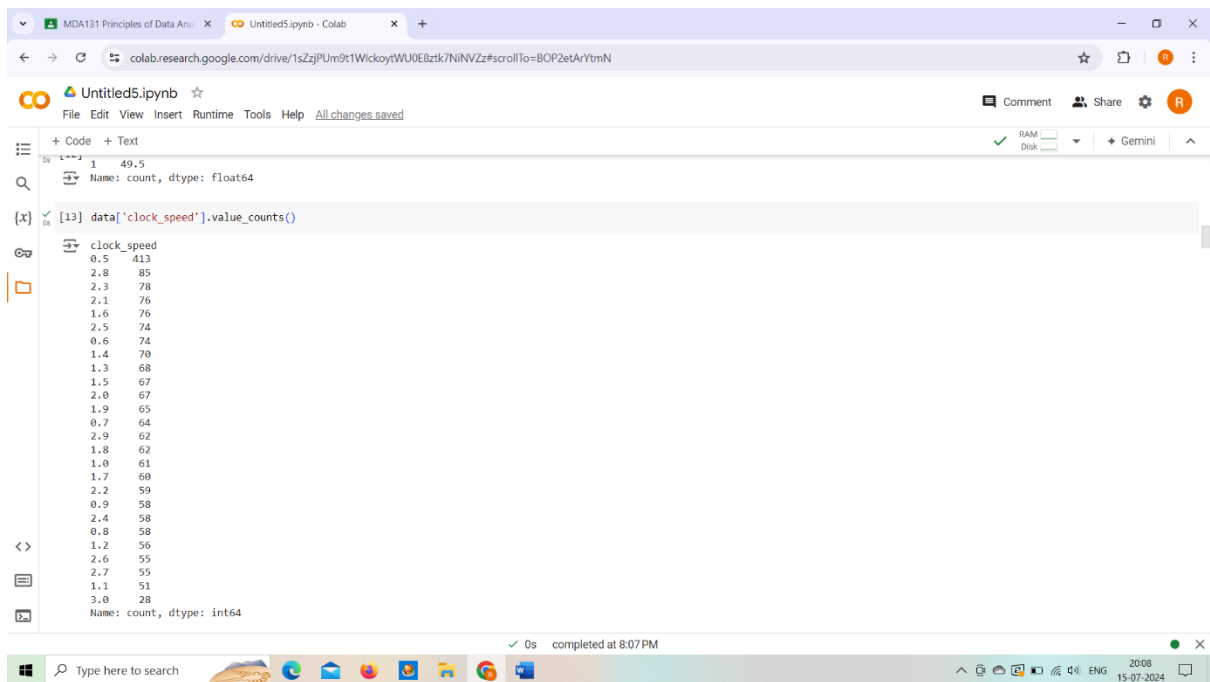 MDA131 Principles of Data Ana
Untitled5.ipynb - Colab
colab.research.google.com/drive/1sZzjPUm9t1WlckoytWU0E8ztk7NiNVZz#scrollTo=BOP2etArYtmN
R
CO
Untitled5.ipynb
Comment
Share
R
File Edit View Insert Runtime Tools Help All changes saved
+ Code + Text
RAM
Disk
Gemini
0s
1 49.5
Name: count, dtype: float64
{x}
0s
[13] data['clock_speed'].value_counts()
clock_speed
0.5 413
2.8 85
2.3 78
2.1 76
1.6 76
2.5 74
0.6 74
1.4 70
1.3 68
1.5 67
2.0 67
1.9 65
0.7 64
2.9 62
1.8 62
1.0 61
1.7 60
2.2 59
0.9 58
2.4 58
0.8 58
1.2 56
2.6 55
2.7 55
1.1 51
3.0 28
Name: count, dtype: int64
0s completed at 8:07 PM
Type here to search
ENG
20:08
15-07-2024